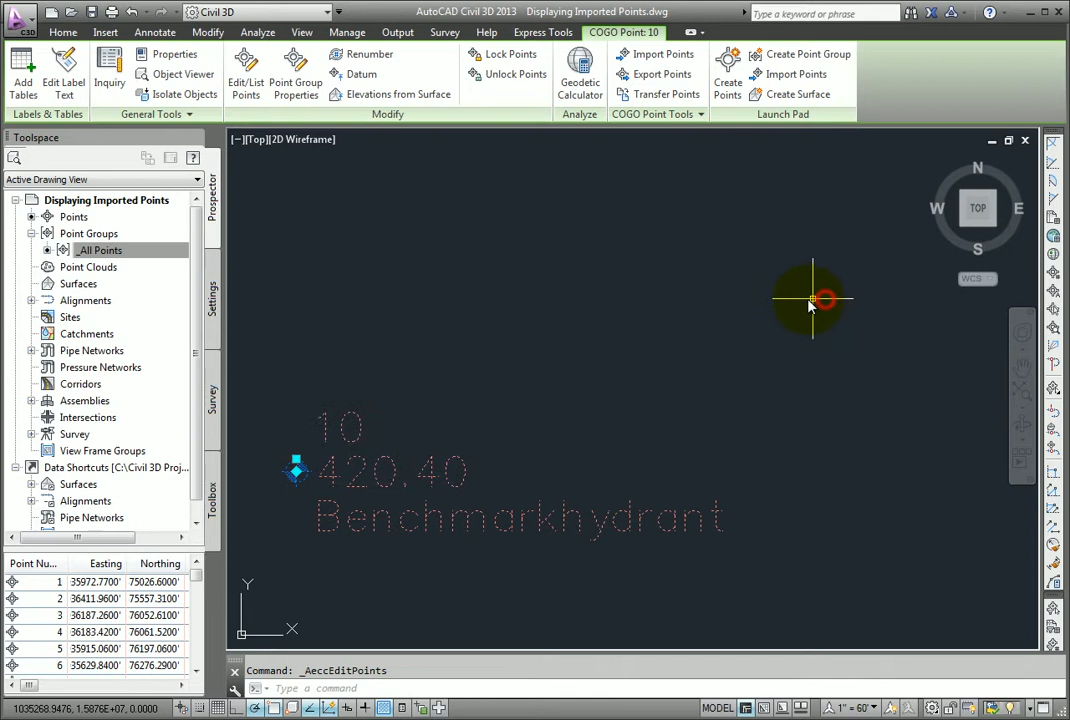 Civil 3D
AutoCAD Civil 3D 2013 Displaying Imported Points.dwg
Type a keyword or phrase
Home Insert Annotate Modify Analyze View Manage Output Survey Help Express Tools COGO Point: 10
Add Tables
Edit Label Text
Labels & Tables
Inquiry
Properties
Object Viewer
Isolate Objects
General Tools
Edit/List Points
Point Group Properties
Renumber
Datum
Elevations from Surface
Lock Points
Unlock Points
Modify
Geodetic Calculator
Analyze
Import Points
Export Points
Transfer Points
COGO Point Tools
Create Points
Create Point Group
Import Points
Create Surface
Launch Pad
Toolspace
Active Drawing View
Displaying Imported Points
Points
Point Groups
_All Points
Point Clouds
Surfaces
Alignments
Sites
Catchments
Pipe Networks
Pressure Networks
Corridors
Assemblies
Intersections
Survey
View Frame Groups
Data Shortcuts [C:\Civil 3D Proj...
Surfaces
Alignments
Pipe Networks
Prospector
Settings
Survey
Toolbox
Point Nu... Easting Northing
1 35972.7700' 75026.6000'
2 36411.9600' 75557.3100'
3 36187.2600' 76052.6100'
4 36183.4200' 76061.5200'
5 35915.0600' 76197.0600'
6 35629.8400' 76276.2900'
[−][Top][2D Wireframe]
N
W TOP E
S
WCS
10
420.40
Benchmarkhydrant
Y
X
Command: _AeccEditPoints
Type a command
1035268.9476, 1.5876E+07, 0.0000
MODEL
1" = 60'